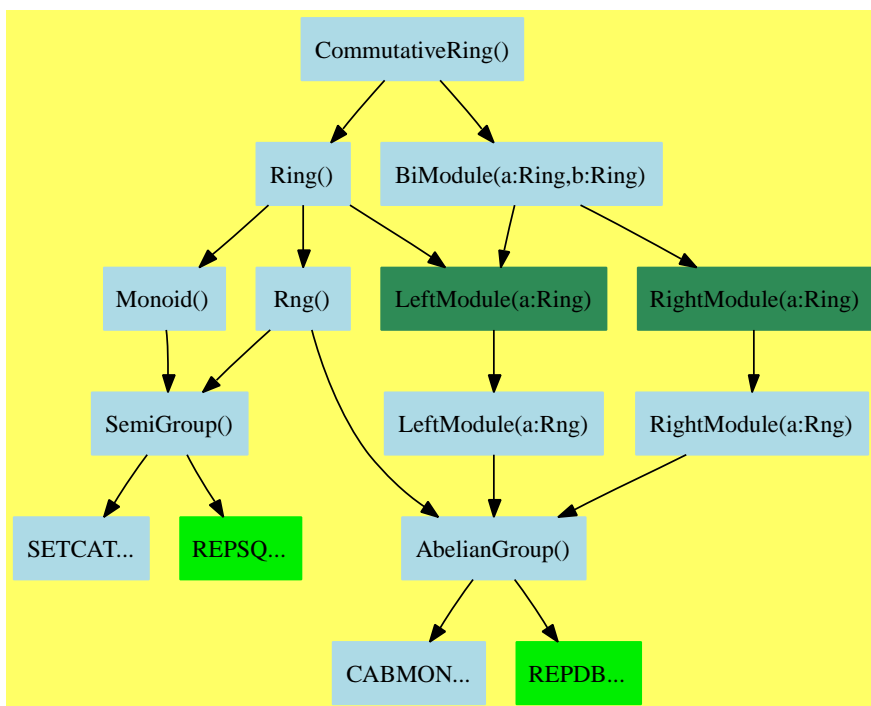 CommutativeRing()
Ring()
BiModule(a:Ring,b:Ring)
Monoid()
Rng()
LeftModule(a:Ring)
RightModule(a:Ring)
SemiGroup()
LeftModule(a:Rng)
RightModule(a:Rng)
SETCAT...
REPSQ...
AbelianGroup()
CABMON...
REPDB...